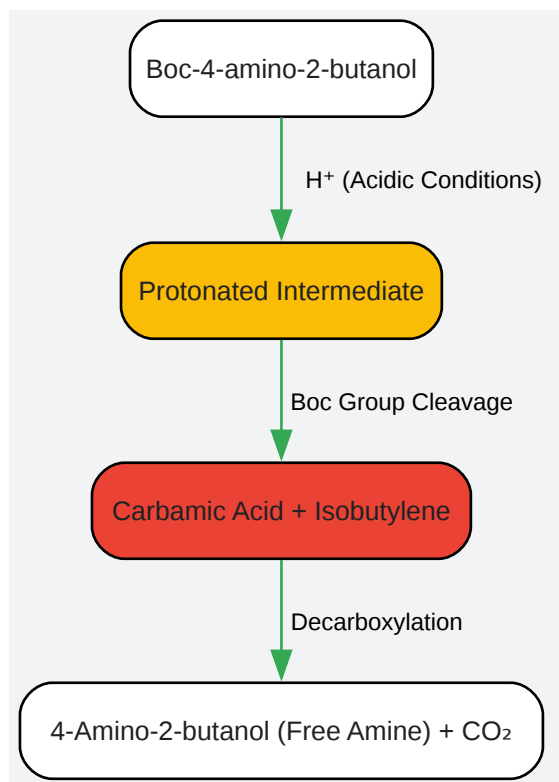 Boc-4-amino-2-butanol
H⁺ (Acidic Conditions)
Protonated Intermediate
Boc Group Cleavage
Carbamic Acid + Isobutylene
Decarboxylation
4-Amino-2-butanol (Free Amine) + CO₂